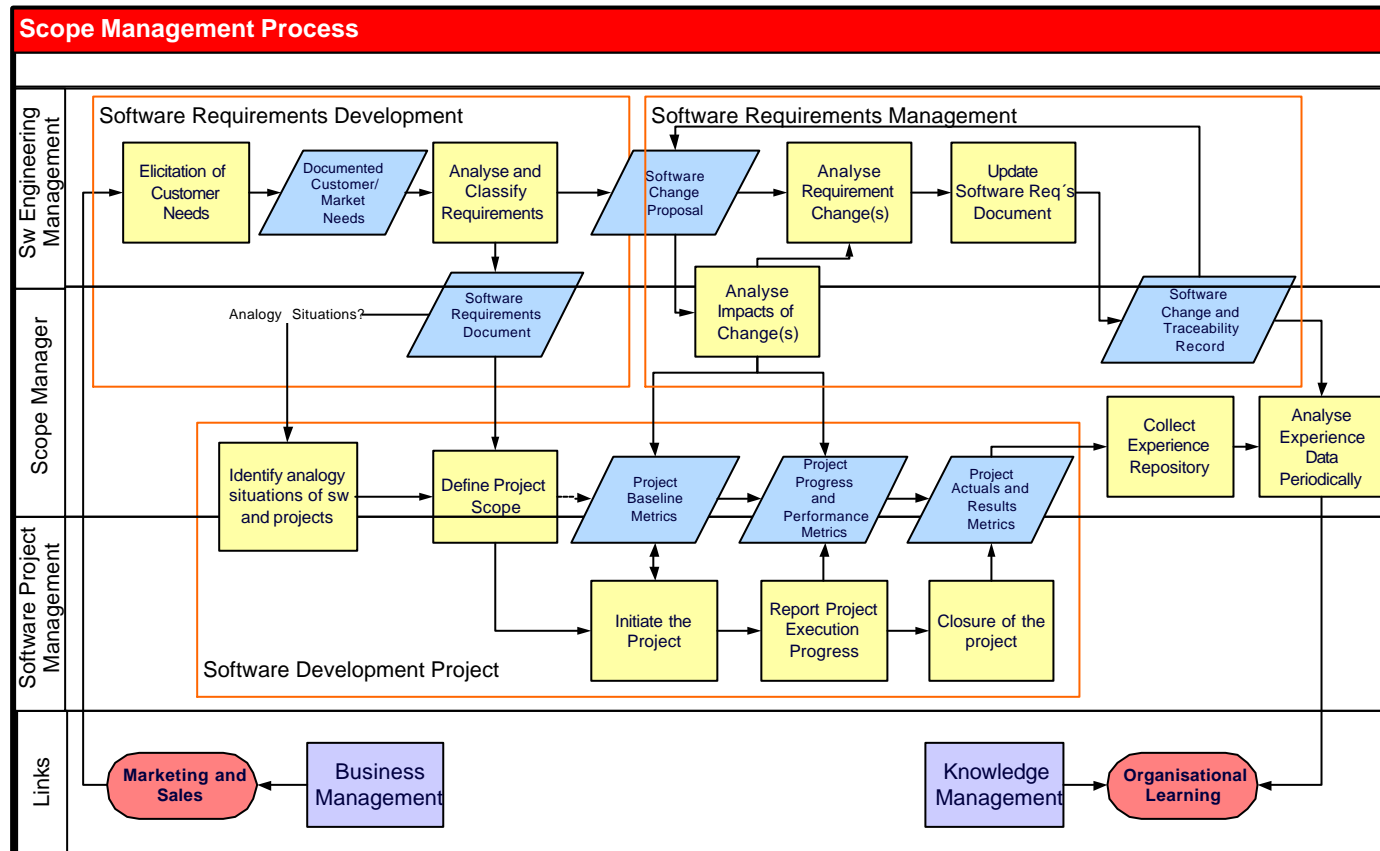 Scope Management Process
Sw Engineering
Management
Software Requirements Development
Software Requirements Management
Elicitation of
Customer
Needs
Documented
Customer/
Market
Needs
Analyse and
Classify
Requirements
Software
Change
Proposal
Analyse
Requirement
Change(s)
Update
Software Req´s
Document
Scope Manager
Analogy Situations?
Software
Requirements
Document
Analyse
Impacts of
Change(s)
Software
Change and
Traceability
Record
Identify analogy
situations of sw
and projects
Define Project
Scope
Project
Baseline
Metrics
Project
Progress
and
Performance
Metrics
Project
Actuals and
Results
Metrics
Collect
Experience
Repository
Analyse
Experience
Data
Periodically
Software Project
Management
Initiate the
Project
Report Project
Execution
Progress
Closure of the
project
Software Development Project
Links
Marketing and
Sales
Business
Management
Knowledge
Management
Organisational
Learning